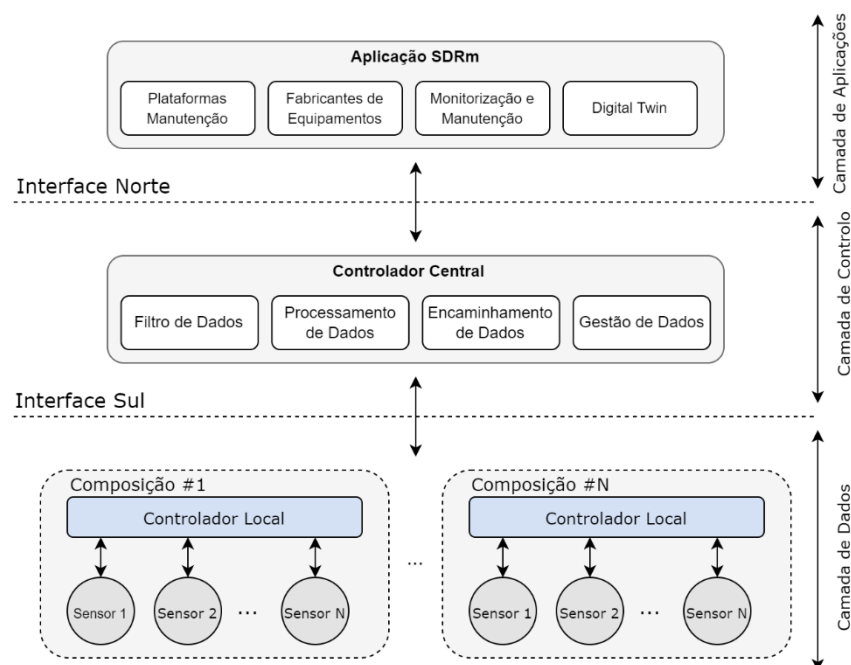 Aplicação SDRm
Plataformas
Manutenção
Fabricantes de
Equipamentos
Monitorização e
Manutenção
Digital Twin
Camada de Aplicações
Interface Norte
Controlador Central
Filtro de Dados
Processamento
de Dados
Encaminhamento
de Dados
Gestão de Dados
Camada de Controlo
Interface Sul
Composição #1
Controlador Local
Sensor 1
Sensor 2
...
Sensor N
...
Composição #N
Controlador Local
Sensor 1
Sensor 2
...
Sensor N
Camada de Dados